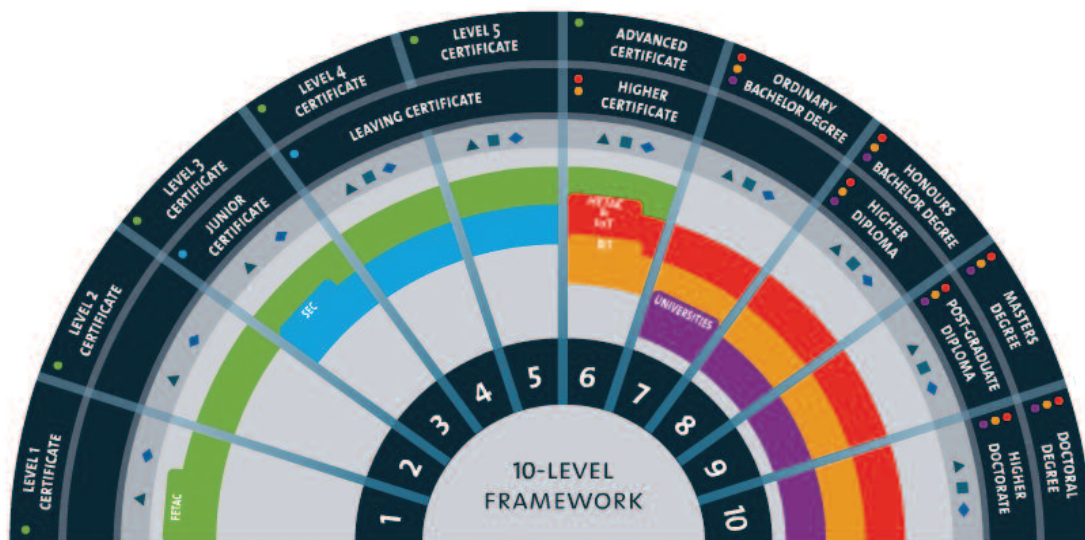 LEVEL 1
CERTIFICATE
LEVEL 2
CERTIFICATE
LEVEL 3
CERTIFICATE
LEVEL 4
CERTIFICATE
LEVEL 5
CERTIFICATE
ADVANCED
CERTIFICATE
ORDINARY
BACHELOR DEGREE
HONOURS
BACHELOR DEGREE
MASTERS
DEGREE
DOCTORAL
DEGREE
JUNIOR
CERTIFICATE
LEAVING CERTIFICATE
HIGHER
CERTIFICATE
HIGHER
DIPLOMA
POST-GRADUATE
DIPLOMA
HIGHER
DOCTORATE
FETAC
SEC
HETAC
&
IoT
DIT
UNIVERSITIES
1
2
3
4
5
6
7
8
9
10
10-LEVEL
FRAMEWORK